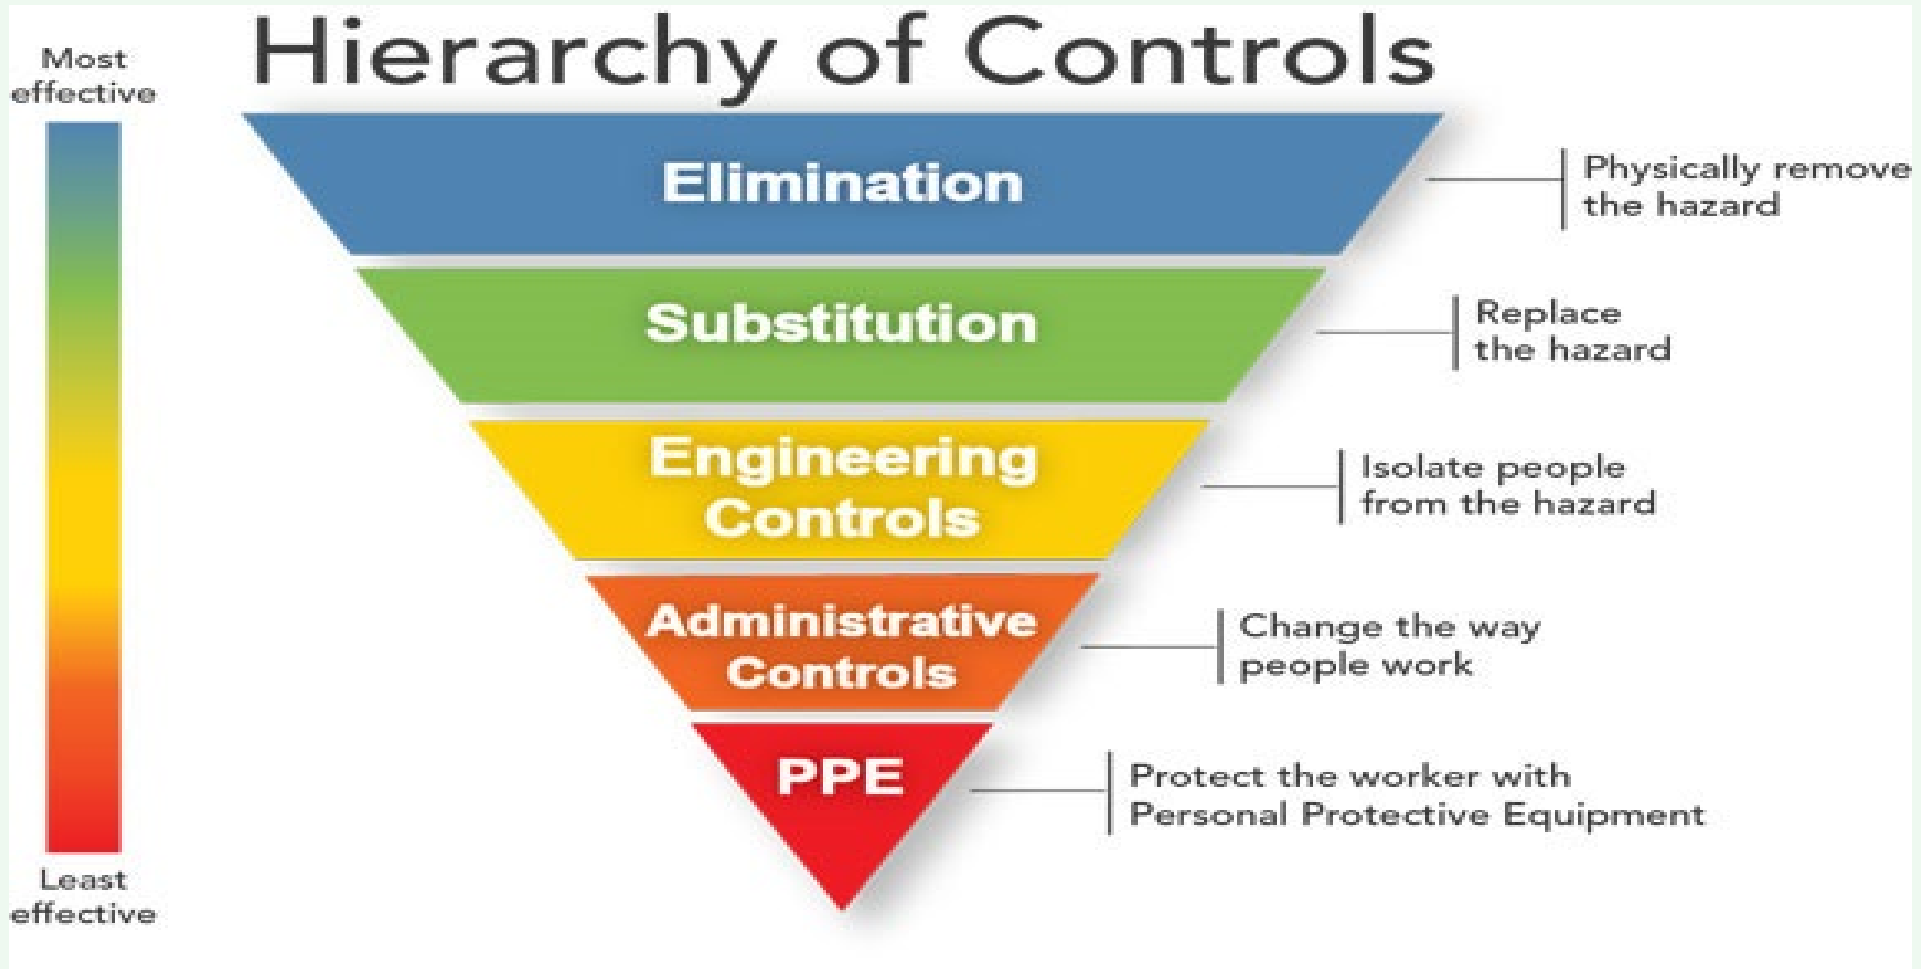 Hierarchy of Controls
Most
effective
Elimination
Physically remove
the hazard
Substitution
Replace
the hazard
Engineering
Controls
Isolate people
from the hazard
Administrative
Controls
Change the way
people work
PPE
Protect the worker with
Personal Protective Equipment
Least
effective